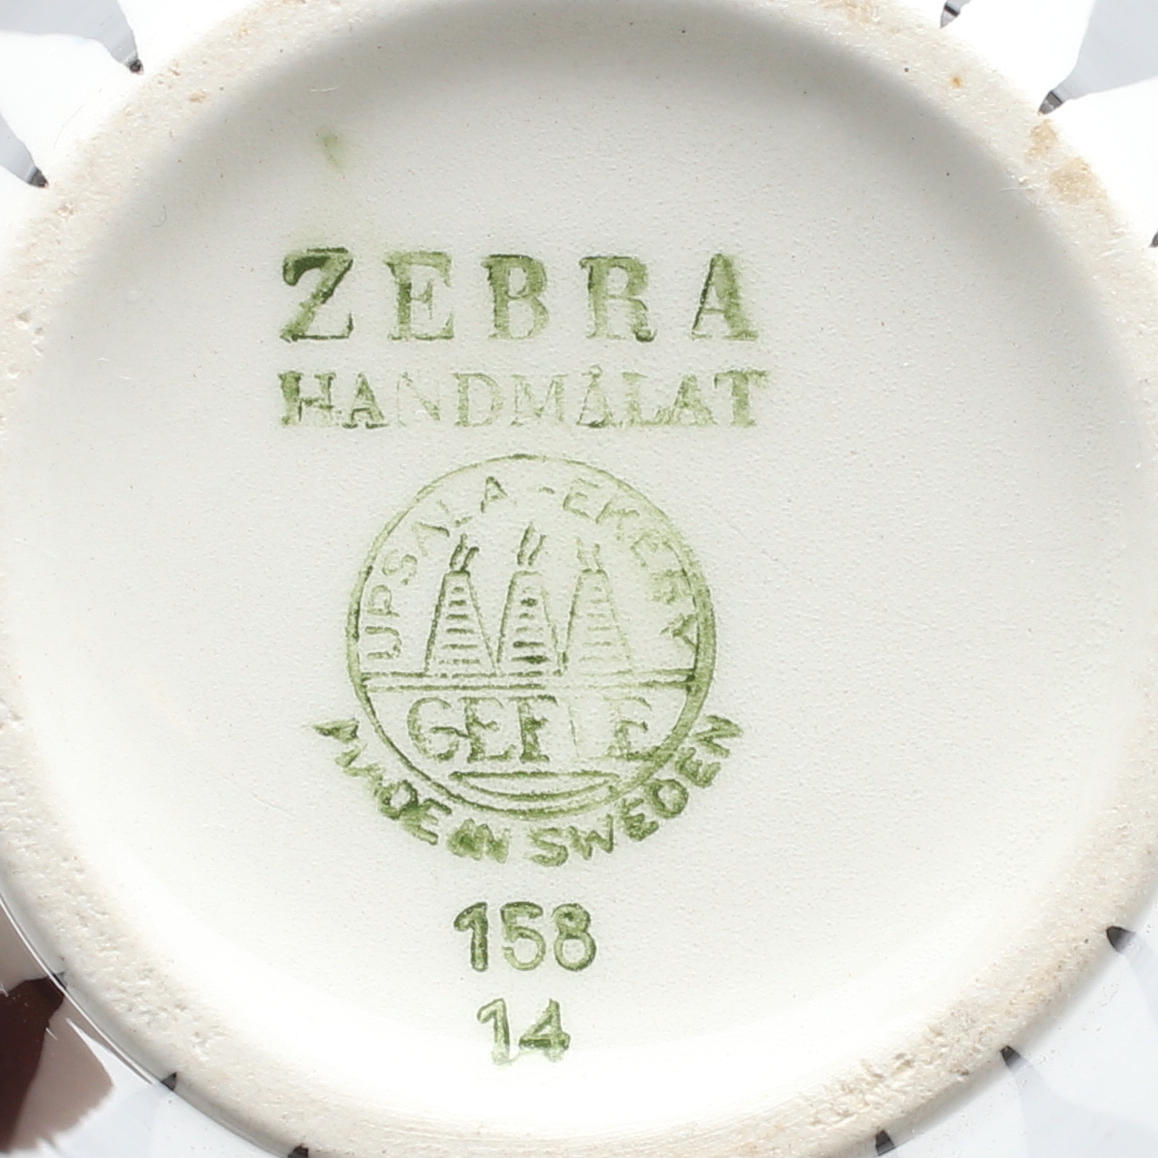 ZEBRA
HANDMÅLAT
UPSALA-EKEBY
GEFLE
MADE IN SWEDEN
158
14